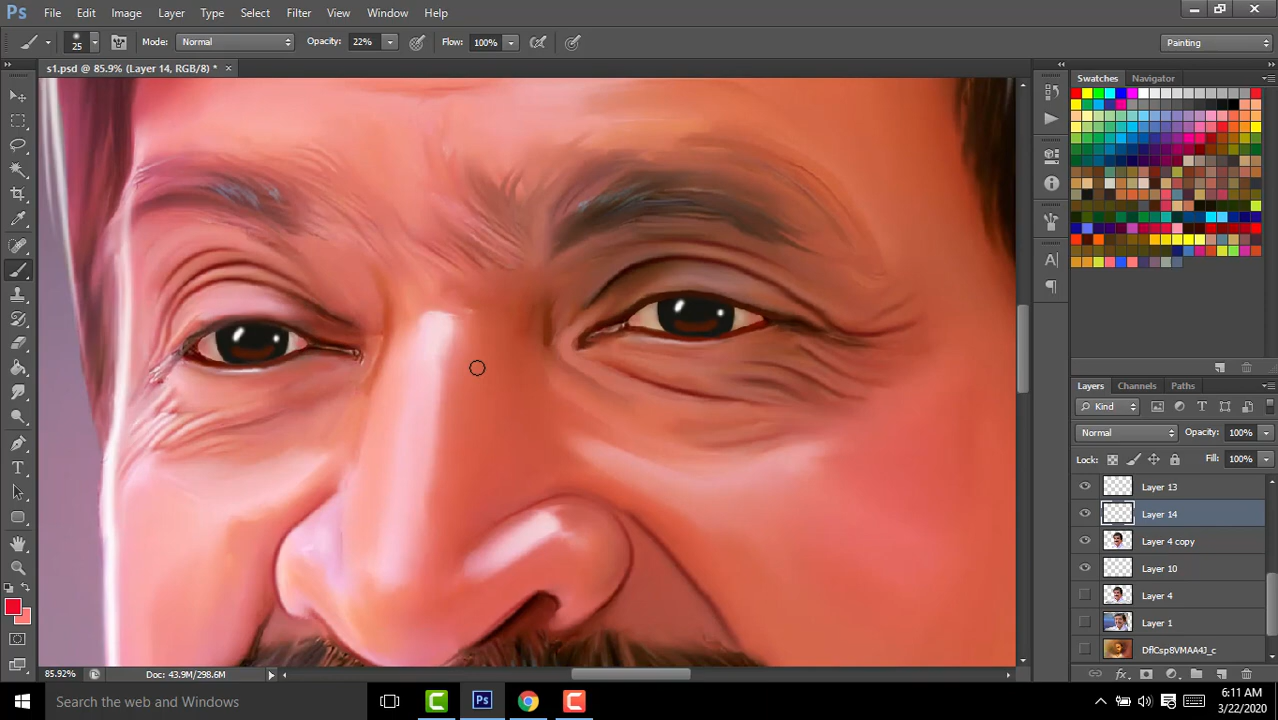 Ps File Edit Image Layer Type Select Filter View Window Help
25 Mode: Normal Opacity: 22% Flow: 100% Painting
s1.psd @ 85.9% (Layer 14, RGB/8) * ×
Swatches Navigator
Layers Channels Paths
Kind
Normal Opacity: 100%
Lock: Fill: 100%
Layer 13
Layer 14
Layer 4 copy
Layer 10
Layer 4
Layer 1
DflCsp8VMAA4J_c
85.92% Doc: 43.9M/298.6M
Search the web and Windows
6:11 AM
3/22/2020